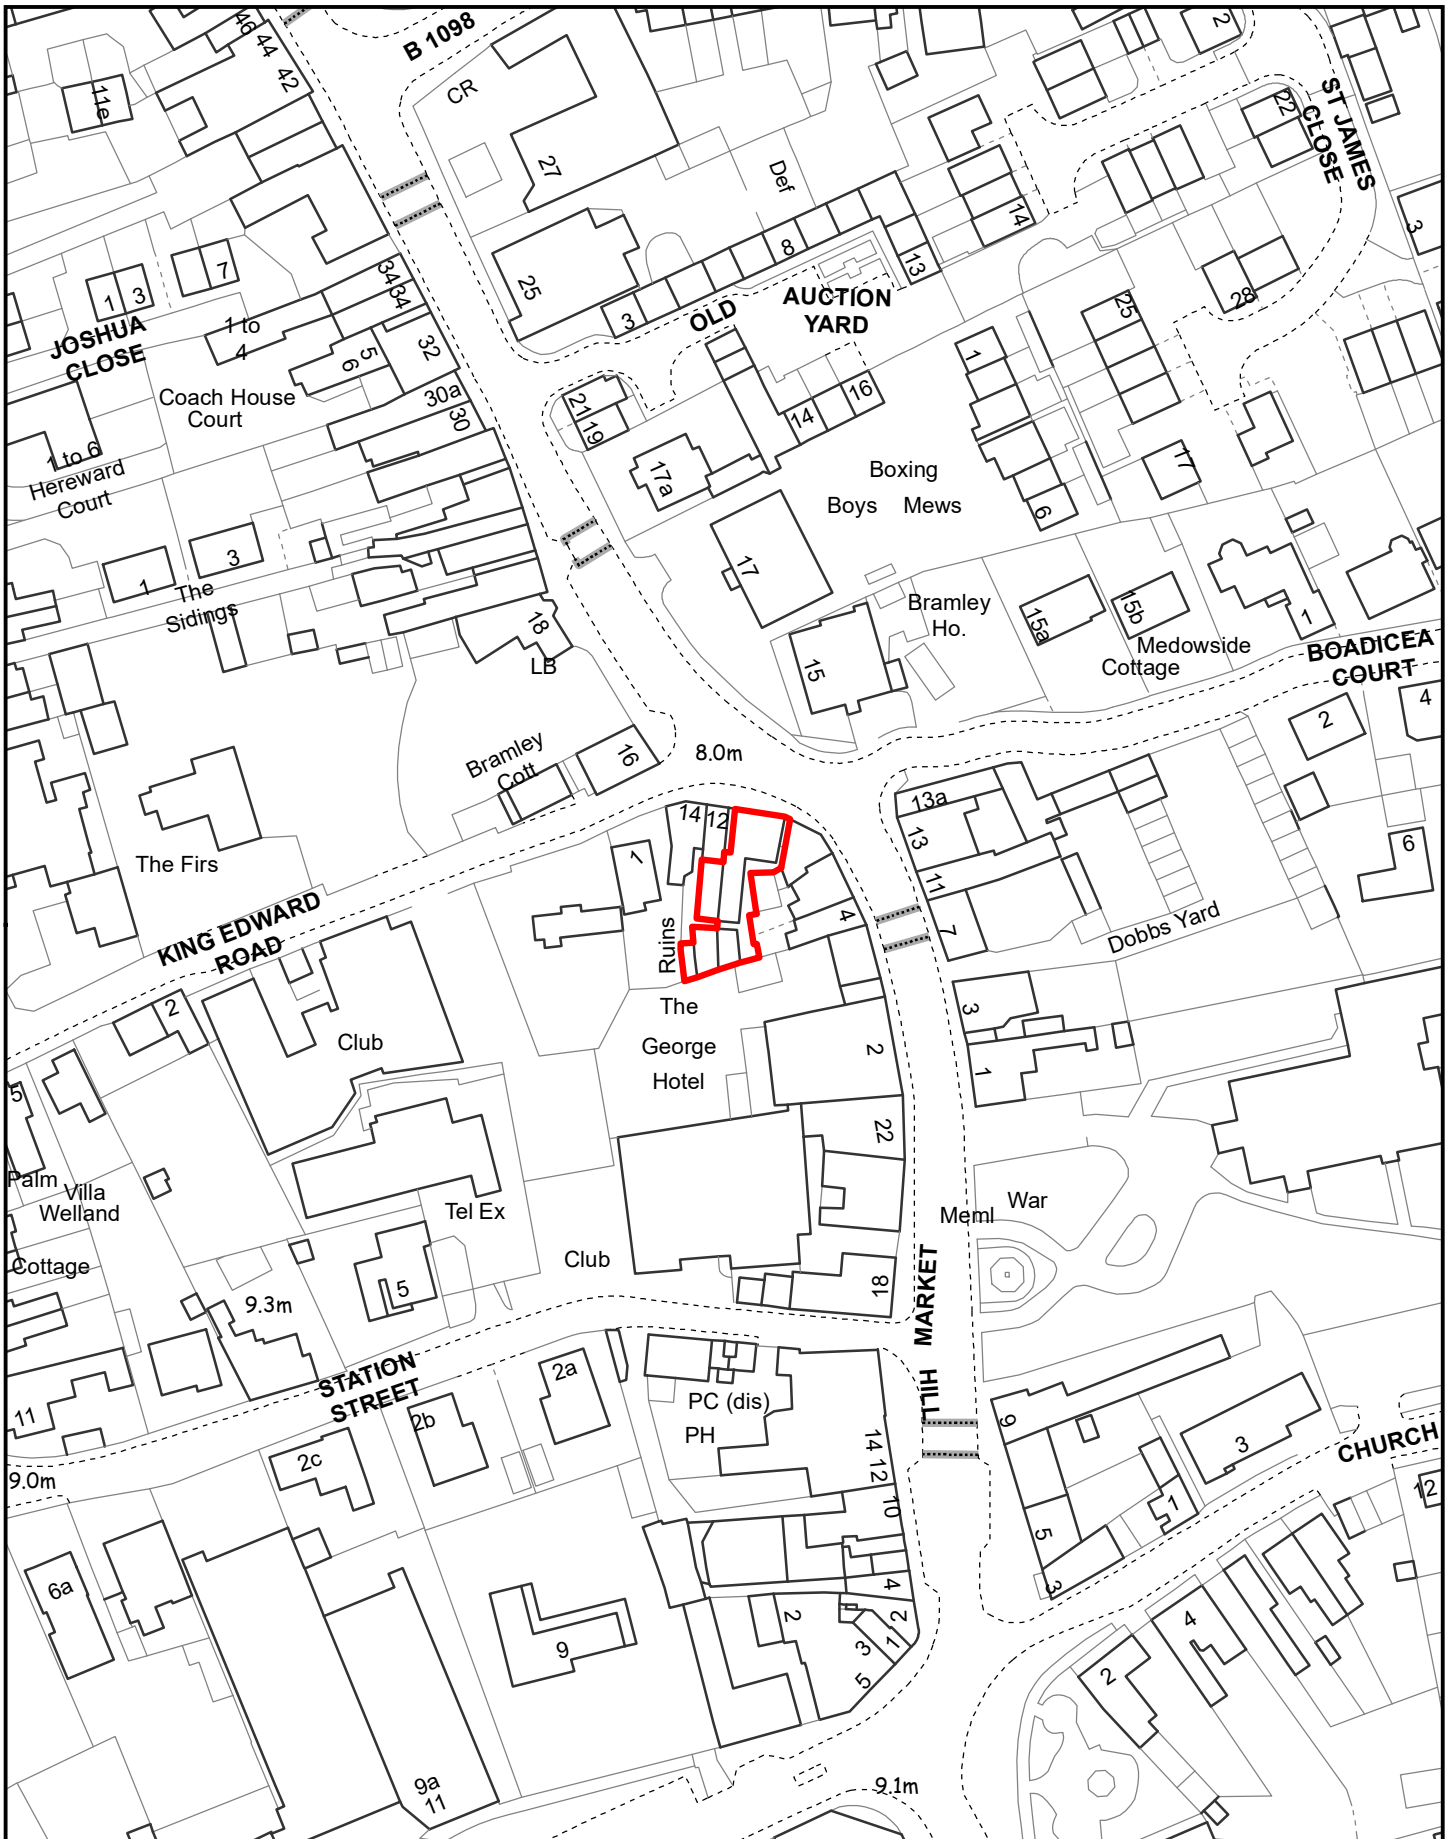 46
44
42
B 1098
CR
27
11e
Def
2
ST JAMES
CLOSE
22
3
14
13
8
25
3
OLD
AUCTION
YARD
28
25
1
7
1 3
JOSHUA
CLOSE
34
34
32
1 to
4
5
6
Coach House
Court
30a
30
1 to 6
Hereward
Court
21
19
17a
14
16
Boxing
Boys Mews
6
17
17
1
3
The
Sidings
18
LB
Bramley
Ho.
15
15a
15b
Medowside
Cottage
1
BOADICEA
COURT
2
4
6
Bramley
Cott
16
8.0m
14
12
1
The Firs
KING EDWARD
ROAD
Ruins
4
13a
13
11
7
Dobbs Yard
2
Club
The
George
Hotel
2
3
1
22
5
Palm Villa
Welland
Cottage
Tel Ex
Club
5
9.3m
18
War
Meml
MARKET
HILL
STATION
STREET
2a
2b
2c
11
9.0m
PC (dis)
PH
14
12
10
9
5
3
3
1
CHURCH
12
6a
9
9a
11
4
2
2
1
3
5
4
2
9.1m